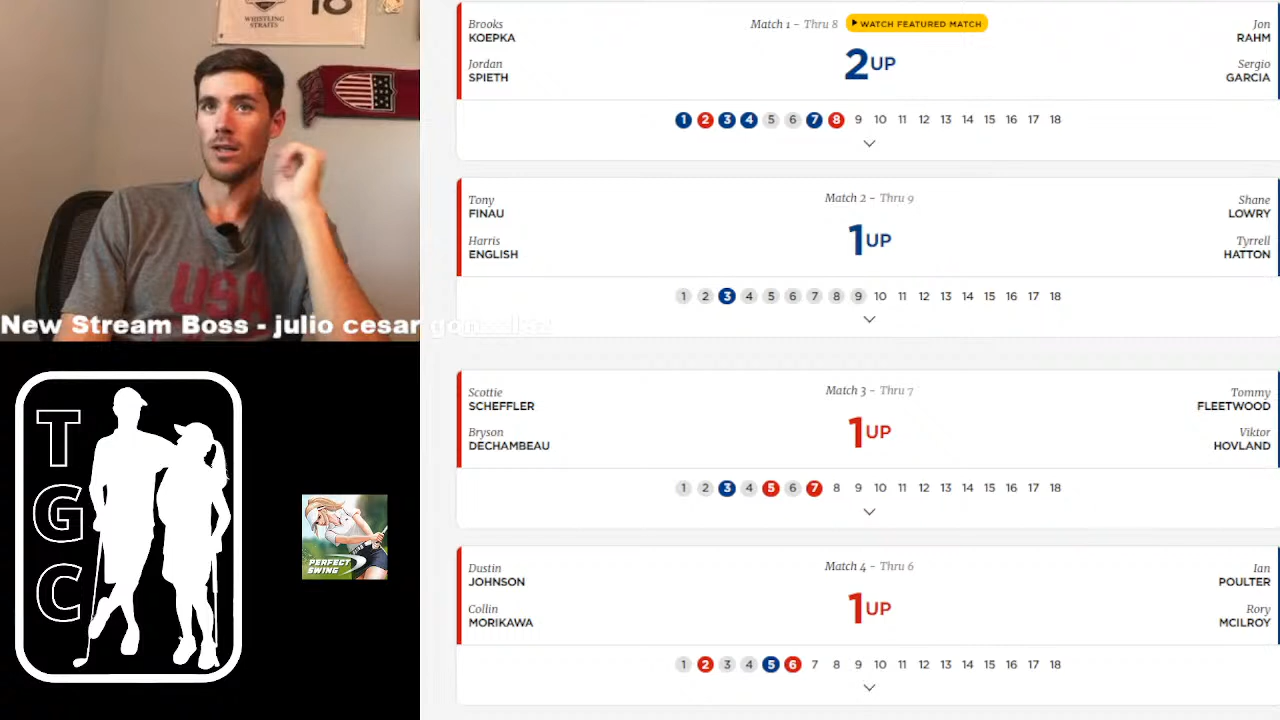 WHISTLING
STRAITS
18
USA
New Stream Boss - julio cesar gonzalez
TGC
PERFECT
SWING
Brooks
KOEPKA
Jordan
SPIETH
Match 1 - Thru 8
WATCH FEATURED MATCH
2UP
Jon
RAHM
Sergio
GARCIA
1 2 3 4 5 6 7 8 9 10 11 12 13 14 15 16 17 18
Tony
FINAU
Harris
ENGLISH
Match 2 - Thru 9
1UP
Shane
LOWRY
Tyrrell
HATTON
1 2 3 4 5 6 7 8 9 10 11 12 13 14 15 16 17 18
Scottie
SCHEFFLER
Bryson
DECHAMBEAU
Match 3 - Thru 7
1UP
Tommy
FLEETWOOD
Viktor
HOVLAND
1 2 3 4 5 6 7 8 9 10 11 12 13 14 15 16 17 18
Dustin
JOHNSON
Collin
MORIKAWA
Match 4 - Thru 6
1UP
Ian
POULTER
Rory
MCILROY
1 2 3 4 5 6 7 8 9 10 11 12 13 14 15 16 17 18